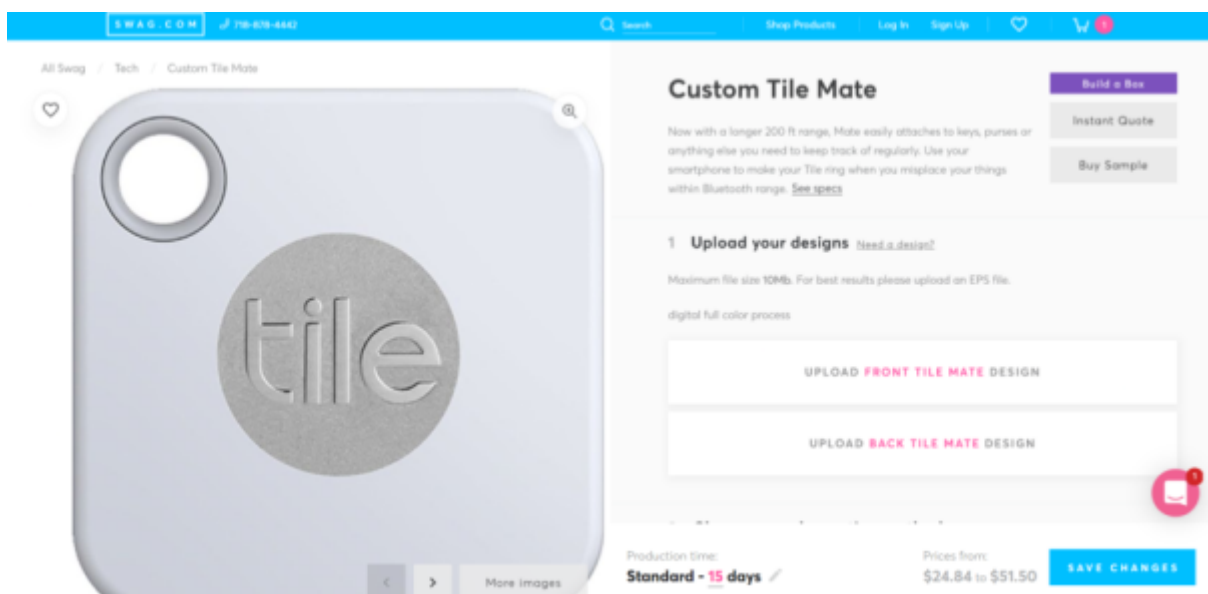 SWAG.COM
718-878-4442
Search
Shop Products
Log In
Sign Up
1
All Swag / Tech / Custom Tile Mate
tile
< > More images
Custom Tile Mate
Now with a longer 200 ft range, Mate easily attaches to keys, purses or
anything else you need to keep track of regularly. Use your
smartphone to make your Tile ring when you misplace your things
within Bluetooth range. See specs
Build a Box
Instant Quote
Buy Sample
1 Upload your designs Need a design?
Maximum file size 10Mb. For best results please upload an EPS file.
digital full color process
UPLOAD FRONT TILE MATE DESIGN
UPLOAD BACK TILE MATE DESIGN
1
Production time:
Standard - 15 days
Prices from:
$24.84 to $51.50
SAVE CHANGES